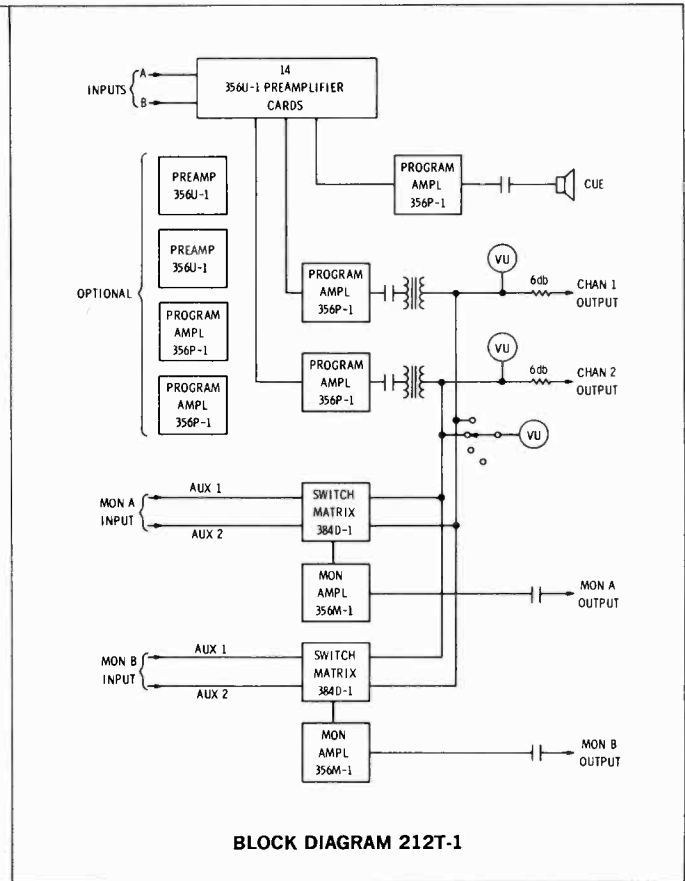 14
356U-1 PREAMPLIFIER
CARDS
INPUTS
A
B
PREAMP
356U-1
PREAMP
356U-1
PROGRAM
AMPL
356P-1
PROGRAM
AMPL
356P-1
OPTIONAL
PROGRAM
AMPL
356P-1
CUE
PROGRAM
AMPL
356P-1
VU
6db
CHAN 1
OUTPUT
PROGRAM
AMPL
356P-1
VU
6db
CHAN 2
OUTPUT
VU
MON A
INPUT
AUX 1
AUX 2
SWITCH
MATRIX
384D-1
MON
AMPL
356M-1
MON A
OUTPUT
MON B
INPUT
AUX 1
AUX 2
SWITCH
MATRIX
384D-1
MON
AMPL
356M-1
MON B
OUTPUT
BLOCK DIAGRAM 212T-1